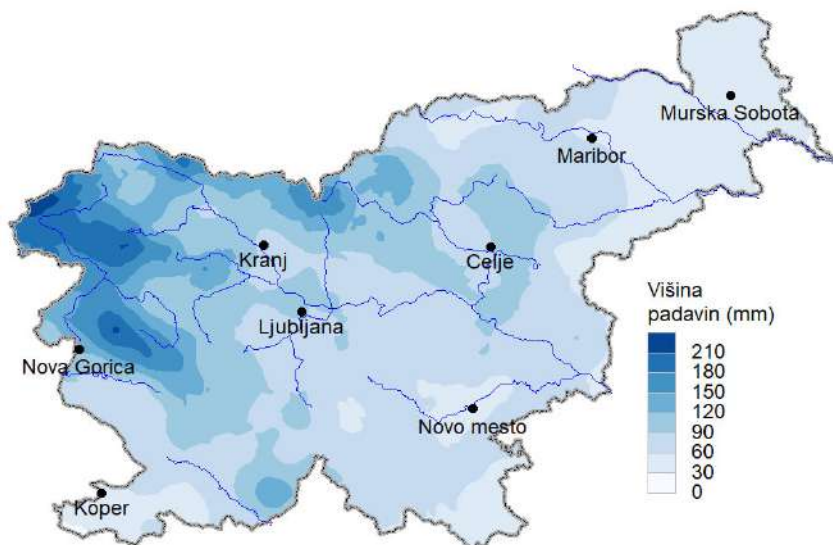 Murska Sobota
Maribor
Kranj
Celje
Ljubljana
Nova Gorica
Novo mesto
Koper
Višina
padavin (mm)
210
180
150
120
90
60
30
0